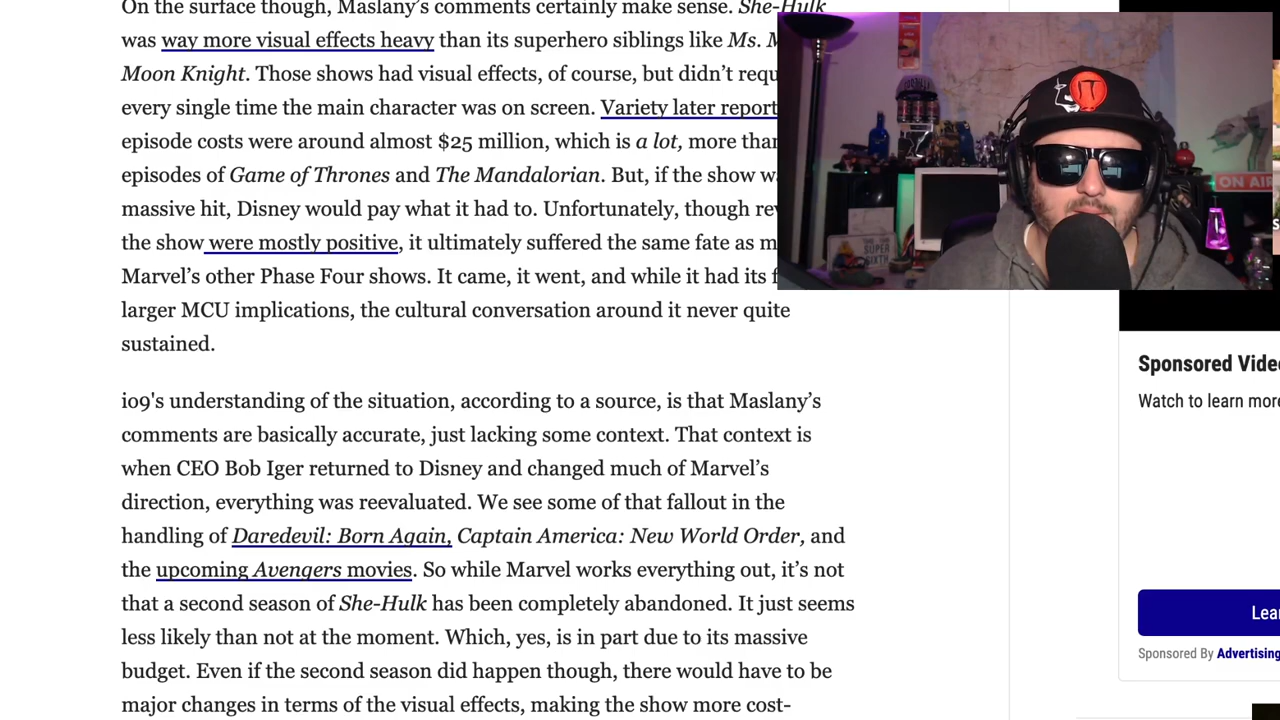 On the surface though, Maslany's comments certainly make sense. She-Hulk
was way more visual effects heavy than its superhero siblings like Ms.
Moon Knight. Those shows had visual effects, of course, but didn't
every single time the main character was on screen. Variety later
episode costs were around almost $25 million, which is a lot, more
episodes of Game of Thrones and The Mandalorian. But, if the show
massive hit, Disney would pay what it had to. Unfortunately, though
the show were mostly positive, it ultimately suffered the same fate as
Marvel's other Phase Four shows. It came, it went, and while it had its
larger MCU implications, the cultural conversation around it never quite
sustained.
io9's understanding of the situation, according to a source, is that Maslany's
comments are basically accurate, just lacking some context. That context is
when CEO Bob Iger returned to Disney and changed much of Marvel's
direction, everything was reevaluated. We see some of that fallout in the
handling of Daredevil: Born Again, Captain America: New World Order, and
the upcoming Avengers movies. So while Marvel works everything out, it's not
that a second season of She-Hulk has been completely abandoned. It just seems
less likely than not at the moment. Which, yes, is in part due to its massive
budget. Even if the second season did happen though, there would have to be
major changes in terms of the visual effects, making the show more cost-
IT
ON AIR
Sponsored
Watch to learn more
Sponsored By Advertising